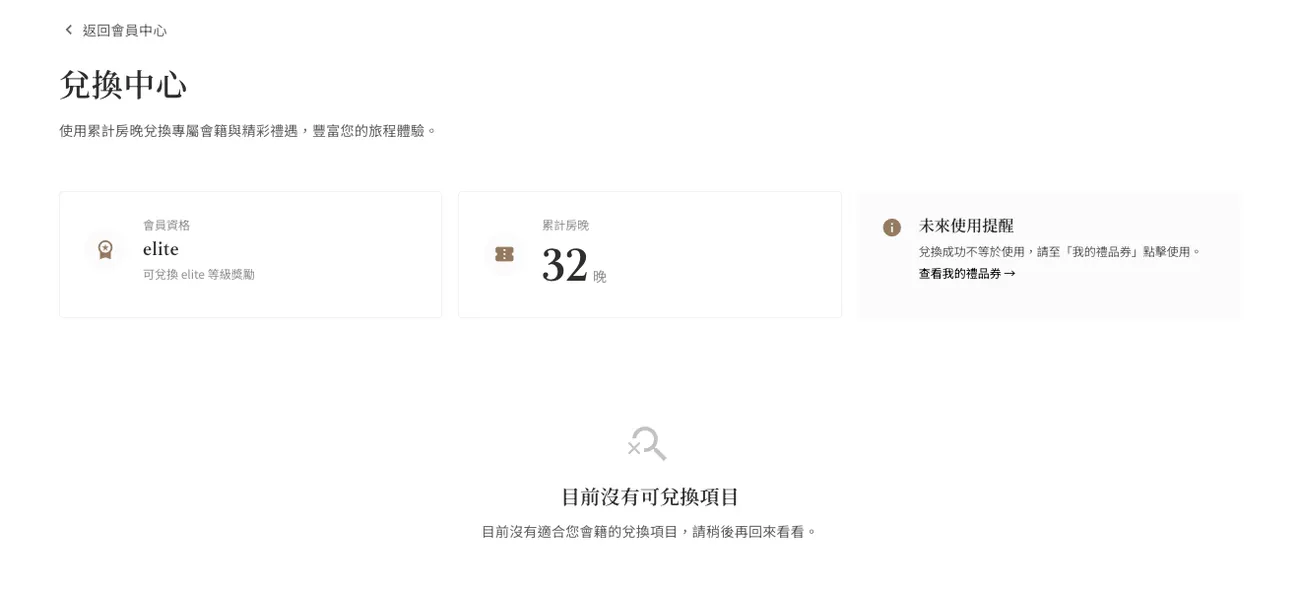 返回會員中心
兌換中心
使用累計房晚兌換專屬會籍與精彩禮遇，豐富您的旅程體驗。
會員資格
elite
可兌換 elite 等級獎勵
累計房晚
32 晚
未來使用提醒
兌換成功不等於使用，請至「我的禮品券」點擊使用。
查看我的禮品券 →
目前沒有可兌換項目
目前沒有適合您會籍的兌換項目，請稍後再回來看看。